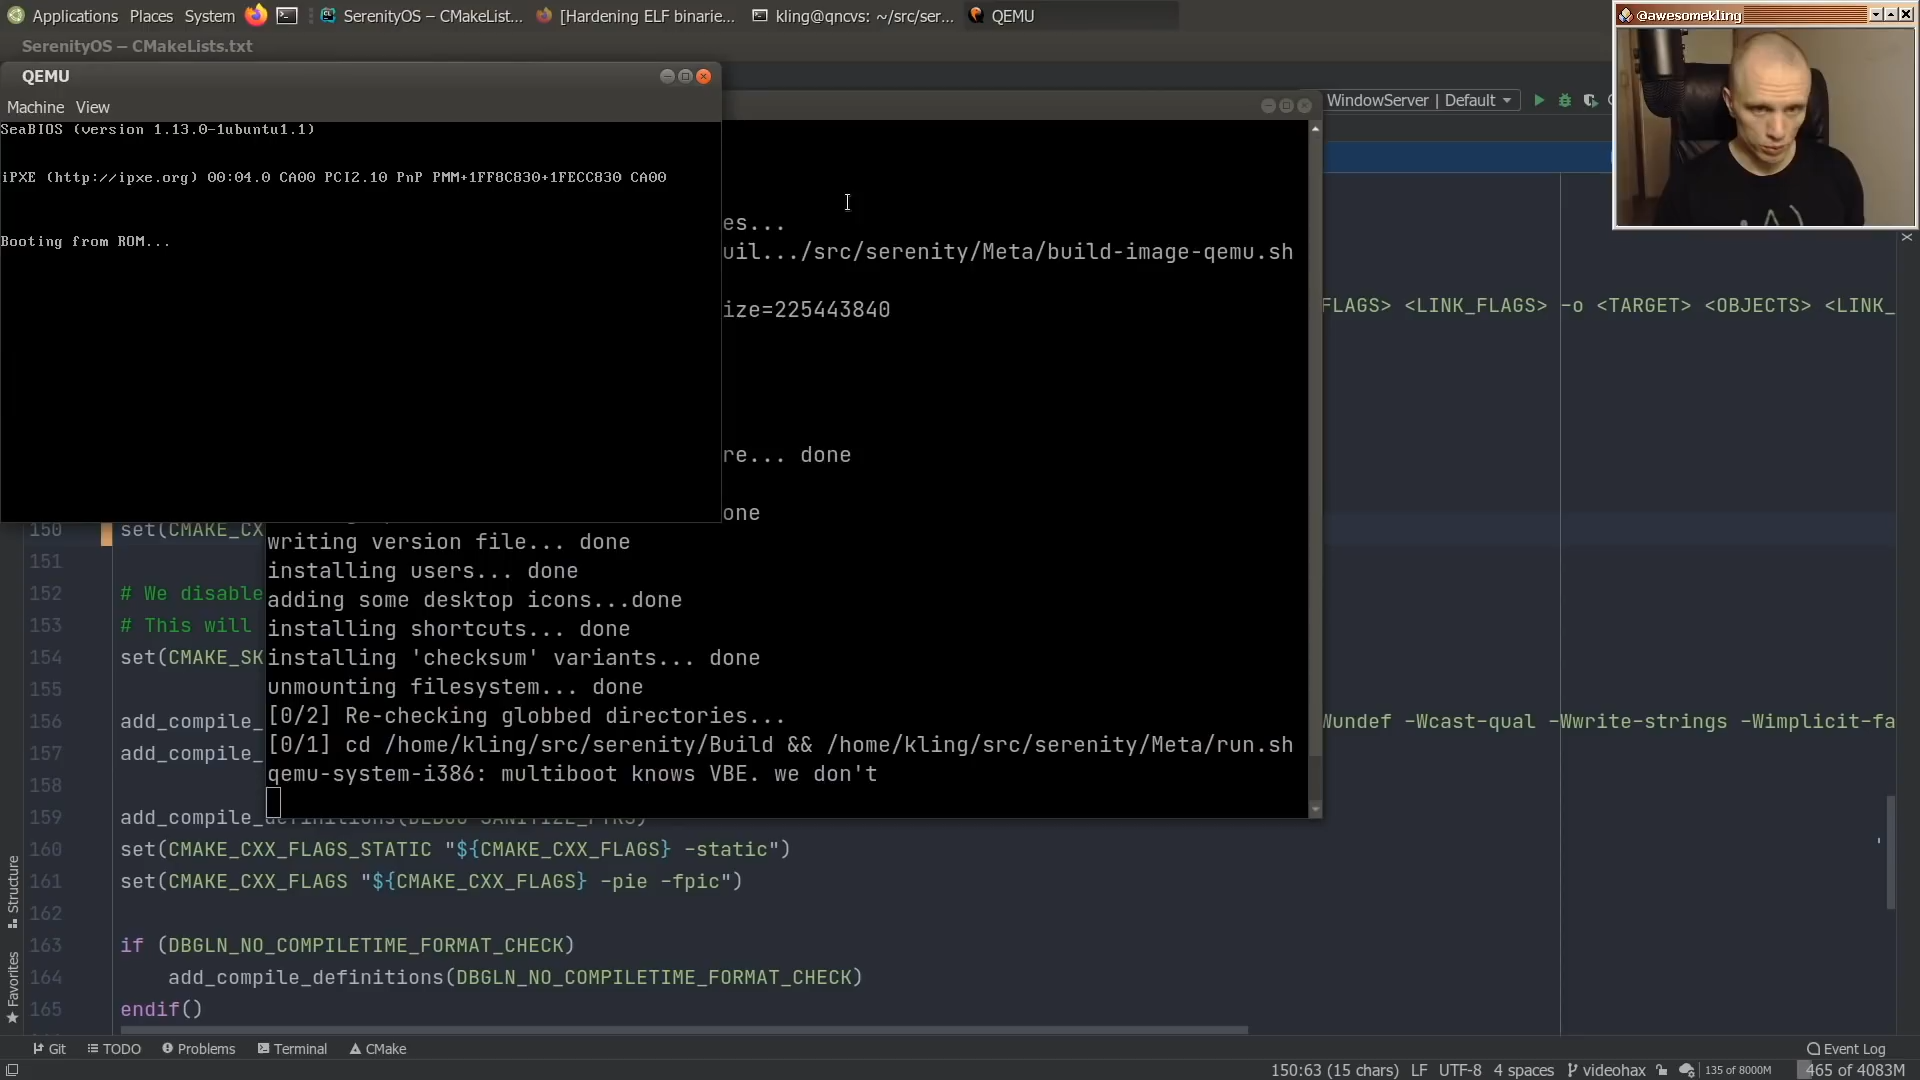 Applications Places System SerenityOS – CMakeList... [Hardening ELF binarie... kling@qncvs: ~/src/ser... QEMU
@awesomekling
SerenityOS – CMakeLists.txt
QEMU
Machine View
WindowServer | Default
SeaBIOS (version 1.13.0-1ubuntu1.1)
iPXE (http://ipxe.org) 00:04.0 CA00 PCI2.10 PnP PMM+1FF8C830+1FECC830 CA00
Booting from ROM...
es...
uil.../src/serenity/Meta/build-image-qemu.sh
ize=225443840
FLAGS> <LINK_FLAGS> -o <TARGET> <OBJECTS> <LINK_
re... done
one
150 set(CMAKE_CX
writing version file... done
151
installing users... done
152 # We disable
adding some desktop icons...done
153 # This will
installing shortcuts... done
154 set(CMAKE_SK
installing 'checksum' variants... done
155
unmounting filesystem... done
[0/2] Re-checking globbed directories...
156 add_compile_
Wundef -Wcast-qual -Wwrite-strings -Wimplicit-fa
[0/1] cd /home/kling/src/serenity/Build && /home/kling/src/serenity/Meta/run.sh
157 add_compile_
qemu-system-i386: multiboot knows VBE. we don't
158
159 add_compile_definitions(DEBUG SANITIZE_PTRS)
160 set(CMAKE_CXX_FLAGS_STATIC "${CMAKE_CXX_FLAGS} -static")
161 set(CMAKE_CXX_FLAGS "${CMAKE_CXX_FLAGS} -pie -fpic")
162
163 if (DBGLN_NO_COMPILETIME_FORMAT_CHECK)
164 add_compile_definitions(DBGLN_NO_COMPILETIME_FORMAT_CHECK)
165 endif()
Structure
Favorites
Git TODO Problems Terminal CMake Event Log
150:63 (15 chars) LF UTF-8 4 spaces videohax 135 of 8000M 465 of 4083M